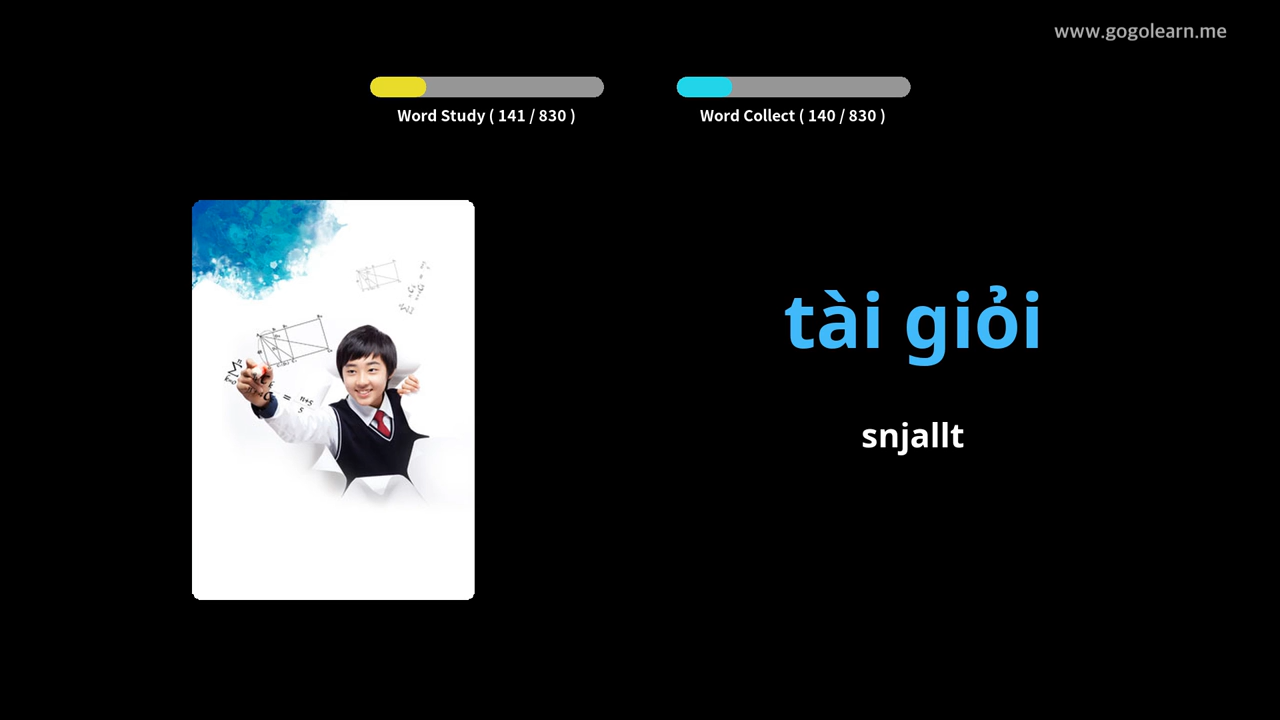 www.gogolearn.me
Word Study ( 141 / 830 )
Word Collect ( 140 / 830 )
tài giỏi
snjallt